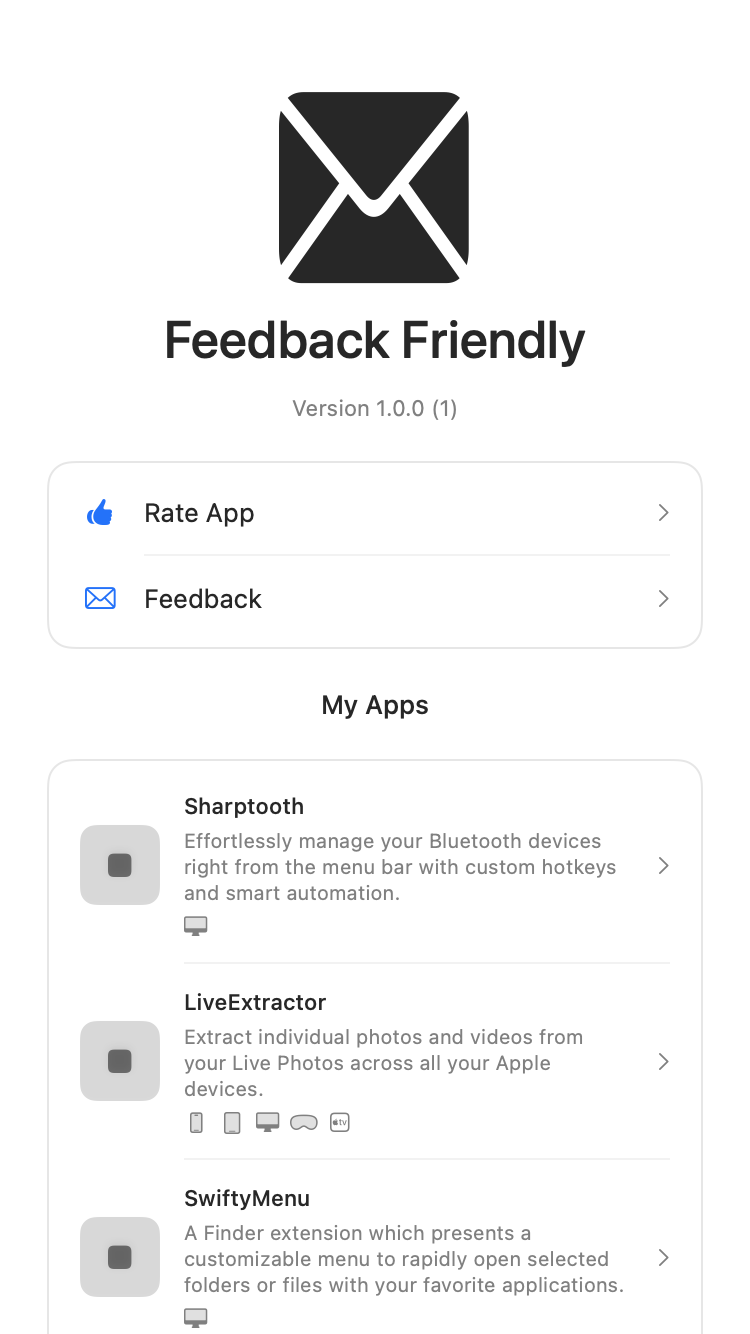 Feedback Friendly
Version 1.0.0 (1)
Rate App
Feedback
My Apps
Sharptooth
Effortlessly manage your Bluetooth devices
right from the menu bar with custom hotkeys
and smart automation.
LiveExtractor
Extract individual photos and videos from
your Live Photos across all your Apple
devices.
tv
SwiftyMenu
A Finder extension which presents a
customizable menu to rapidly open selected
folders or files with your favorite applications.